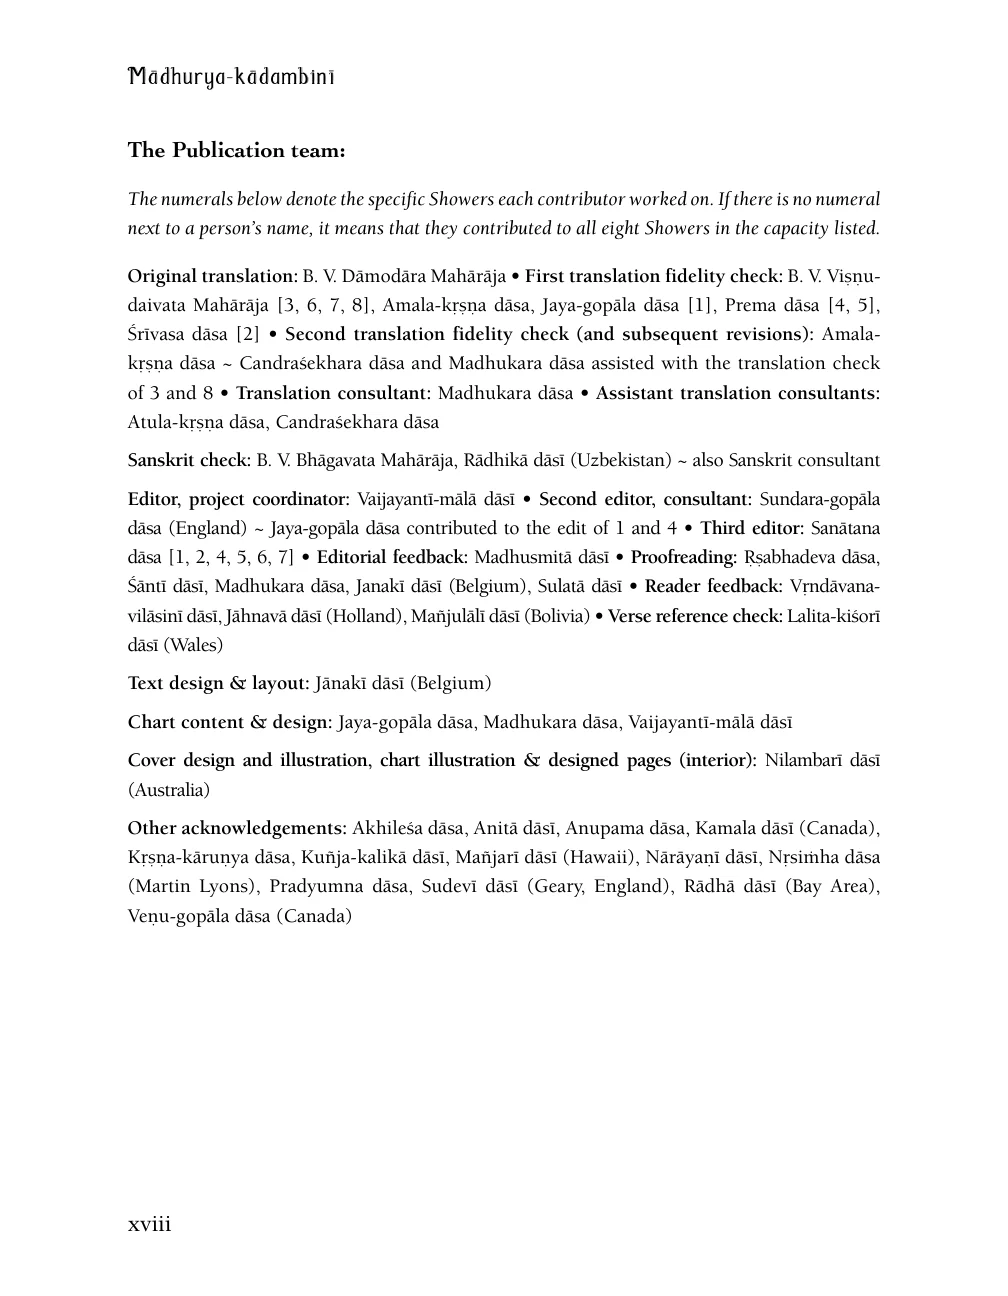 Mādhurya-kādambinī
The Publication team:
The numerals below denote the specific Showers each contributor worked on. If there is no numeral
next to a person’s name, it means that they contributed to all eight Showers in the capacity listed.
Original translation: B. V. Dāmodāra Mahārāja • First translation fidelity check: B. V. Viṣṇu-
daivata Mahārāja [3, 6, 7, 8], Amala-kṛṣṇa dāsa, Jaya-gopāla dāsa [1], Prema dāsa [4, 5],
Śrīvasa dāsa [2] • Second translation fidelity check (and subsequent revisions): Amala-
kṛṣṇa dāsa ~ Candraśekhara dāsa and Madhukara dāsa assisted with the translation check
of 3 and 8 • Translation consultant: Madhukara dāsa • Assistant translation consultants:
Atula-kṛṣṇa dāsa, Candraśekhara dāsa
Sanskrit check: B. V. Bhāgavata Mahārāja, Rādhikā dāsī (Uzbekistan) ~ also Sanskrit consultant
Editor, project coordinator: Vaijayantī-mālā dāsī • Second editor, consultant: Sundara-gopāla
dāsa (England) ~ Jaya-gopāla dāsa contributed to the edit of 1 and 4 • Third editor: Sanātana
dāsa [1, 2, 4, 5, 6, 7] • Editorial feedback: Madhusmitā dāsī • Proofreading: Ṛṣabhadeva dāsa,
Śāntī dāsī, Madhukara dāsa, Janakī dāsī (Belgium), Sulatā dāsī • Reader feedback: Vṛndāvana-
vilāsinī dāsī, Jāhnavā dāsī (Holland), Mañjulālī dāsī (Bolivia) • Verse reference check: Lalita-kiśorī
dāsī (Wales)
Text design & layout: Jānakī dāsī (Belgium)
Chart content & design: Jaya-gopāla dāsa, Madhukara dāsa, Vaijayantī-mālā dāsī
Cover design and illustration, chart illustration & designed pages (interior): Nilambarī dāsī
(Australia)
Other acknowledgements: Akhileśa dāsa, Anitā dāsī, Anupama dāsa, Kamala dāsī (Canada),
Kṛṣṇa-kāruṇya dāsa, Kuñja-kalikā dāsī, Mañjarī dāsī (Hawaii), Nārāyaṇī dāsī, Nṛsiṁha dāsa
(Martin Lyons), Pradyumna dāsa, Sudevī dāsī (Geary, England), Rādhā dāsī (Bay Area),
Veṇu-gopāla dāsa (Canada)
xviii